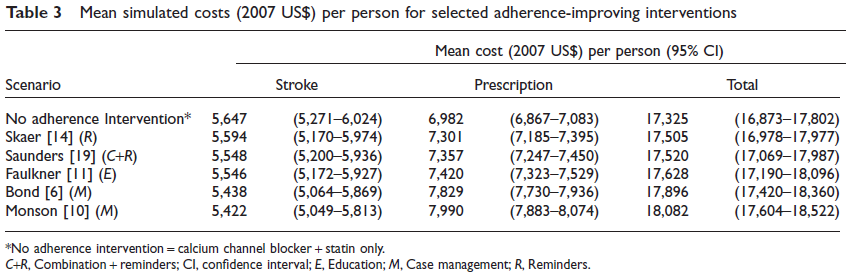 Table 3 Mean simulated costs (2007 US$) per person for selected adherence-improving interventions
Mean cost (2007 US$) per person (95% CI)
Scenario Stroke Prescription Total
No adherence Intervention* 5,647 (5,271–6,024) 6,982 (6,867–7,083) 17,325 (16,873–17,802)
Skaer [14] (R) 5,594 (5,170–5,974) 7,301 (7,185–7,395) 17,505 (16,978–17,977)
Saunders [19] (C+R) 5,548 (5,200–5,936) 7,357 (7,247–7,450) 17,520 (17,069–17,987)
Faulkner [11] (E) 5,546 (5,172–5,927) 7,420 (7,323–7,529) 17,628 (17,190–18,096)
Bond [6] (M) 5,438 (5,064–5,869) 7,829 (7,730–7,936) 17,896 (17,420–18,360)
Monson [10] (M) 5,422 (5,049–5,813) 7,990 (7,883–8,074) 18,082 (17,604–18,522)
*No adherence intervention = calcium channel blocker + statin only.
C+R, Combination + reminders; CI, confidence interval; E, Education; M, Case management; R, Reminders.